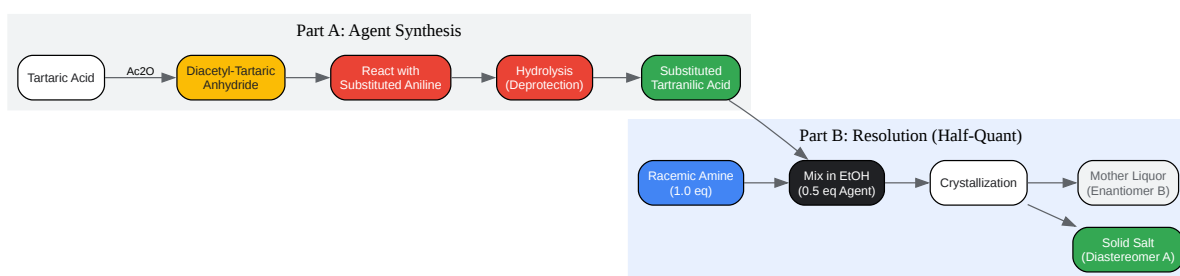 Part A: Agent Synthesis
Tartaric Acid
Ac2O
Diacetyl-Tartaric
Anhydride
React with
Substituted Aniline
Hydrolysis
(Deprotection)
Substituted
Tartranilic Acid
Part B: Resolution (Half-Quant)
Racemic Amine
(1.0 eq)
Mix in EtOH
(0.5 eq Agent)
Crystallization
Mother Liquor
(Enantiomer B)
Solid Salt
(Diastereomer A)